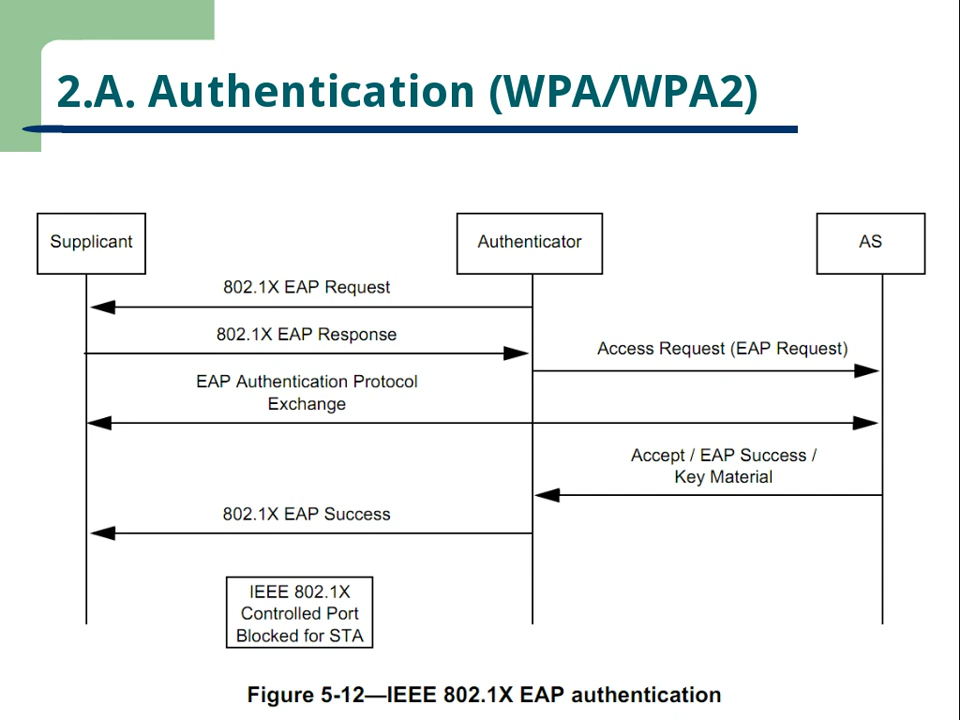 2.A. Authentication (WPA/WPA2)
Supplicant
Authenticator
AS
802.1X EAP Request
802.1X EAP Response
Access Request (EAP Request)
EAP Authentication Protocol
Exchange
Accept / EAP Success /
Key Material
802.1X EAP Success
IEEE 802.1X
Controlled Port
Blocked for STA
Figure 5-12—IEEE 802.1X EAP authentication